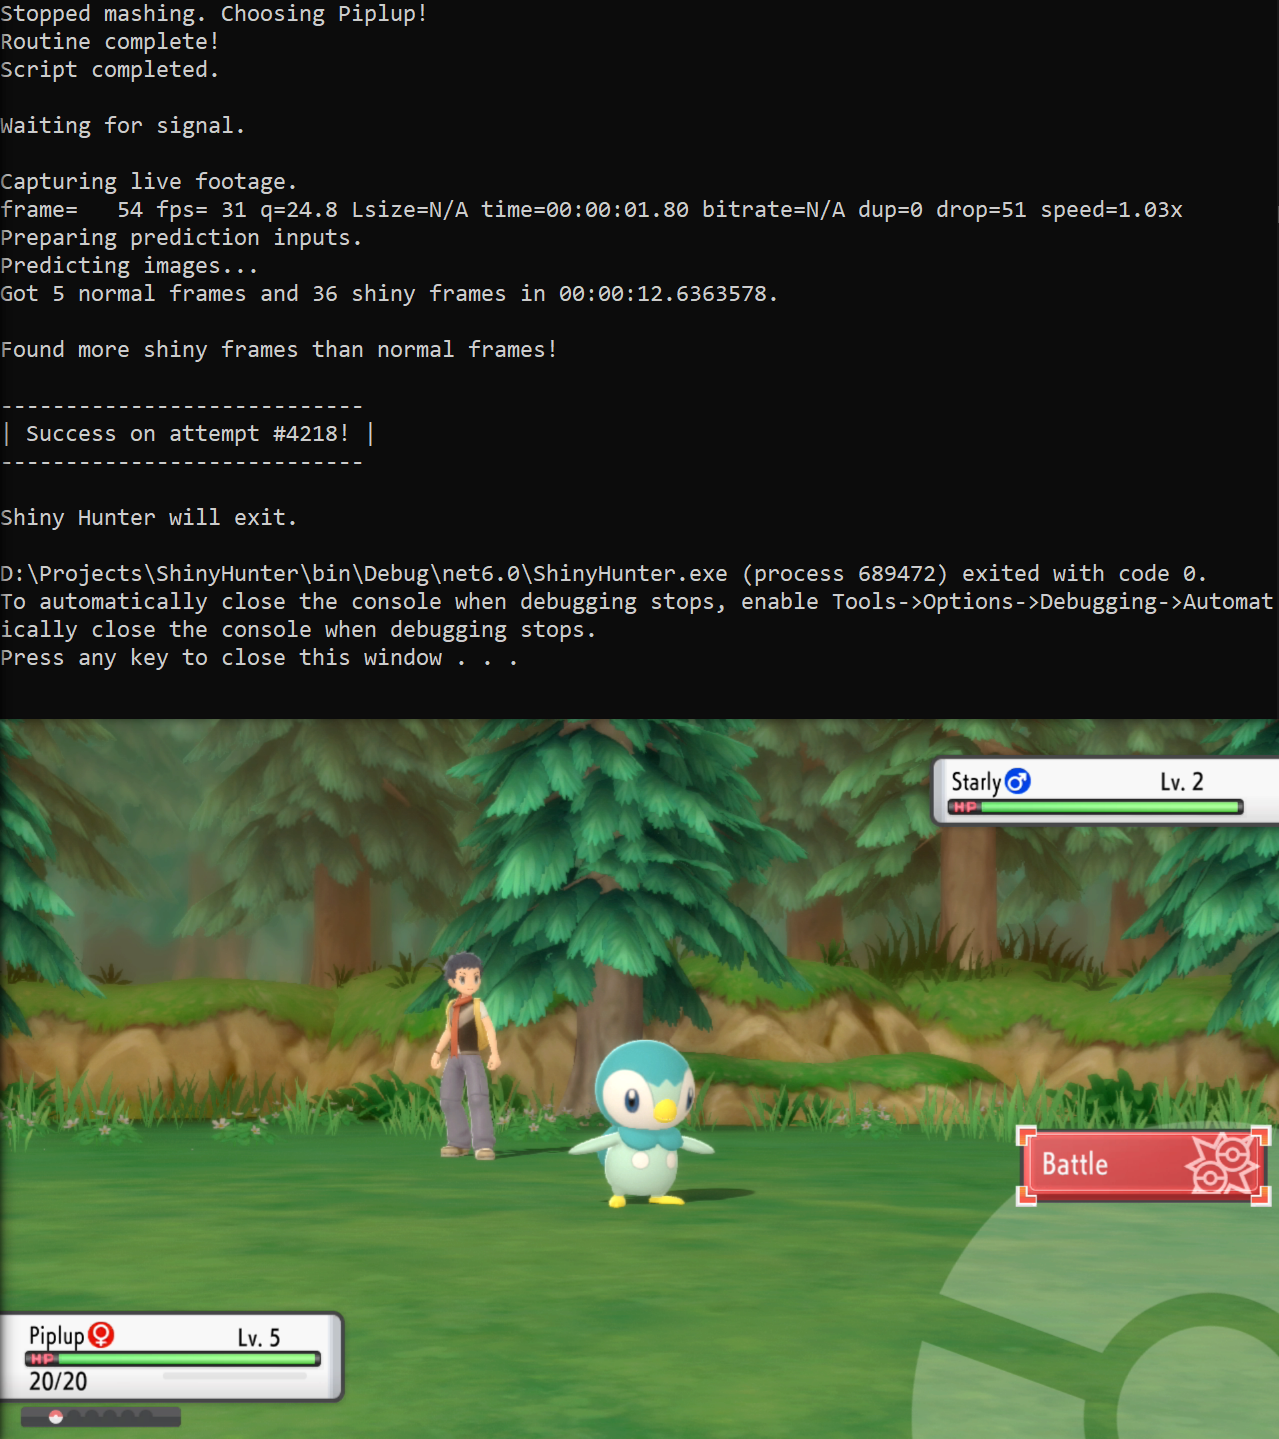 Stopped mashing. Choosing Piplup!
Routine complete!
Script completed.
Waiting for signal.
Capturing live footage.
frame=   54 fps= 31 q=24.8 Lsize=N/A time=00:00:01.80 bitrate=N/A dup=0 drop=51 speed=1.03x
Preparing prediction inputs.
Predicting images...
Got 5 normal frames and 36 shiny frames in 00:00:12.6363578.
Found more shiny frames than normal frames!
----------------------------
| Success on attempt #4218! |
----------------------------
Shiny Hunter will exit.
D:\Projects\ShinyHunter\bin\Debug\net6.0\ShinyHunter.exe (process 689472) exited with code 0.
To automatically close the console when debugging stops, enable Tools->Options->Debugging->Automat
ically close the console when debugging stops.
Press any key to close this window . . .
Starly♂ Lv. 2
HP
Battle
Piplup♀ Lv. 5
HP
20/20